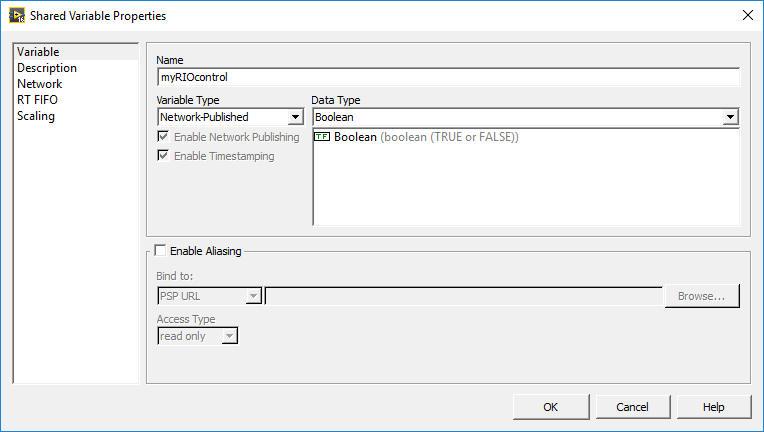 Shared Variable Properties
Variable
Description
Network
RT FIFO
Scaling
Name
myRIOcontrol
Variable Type
Data Type
Network-Published
Boolean
Enable Network Publishing
TF Boolean (boolean (TRUE or FALSE))
Enable Timestamping
Enable Aliasing
Bind to:
PSP URL
Browse...
Access Type
read only
OK
Cancel
Help